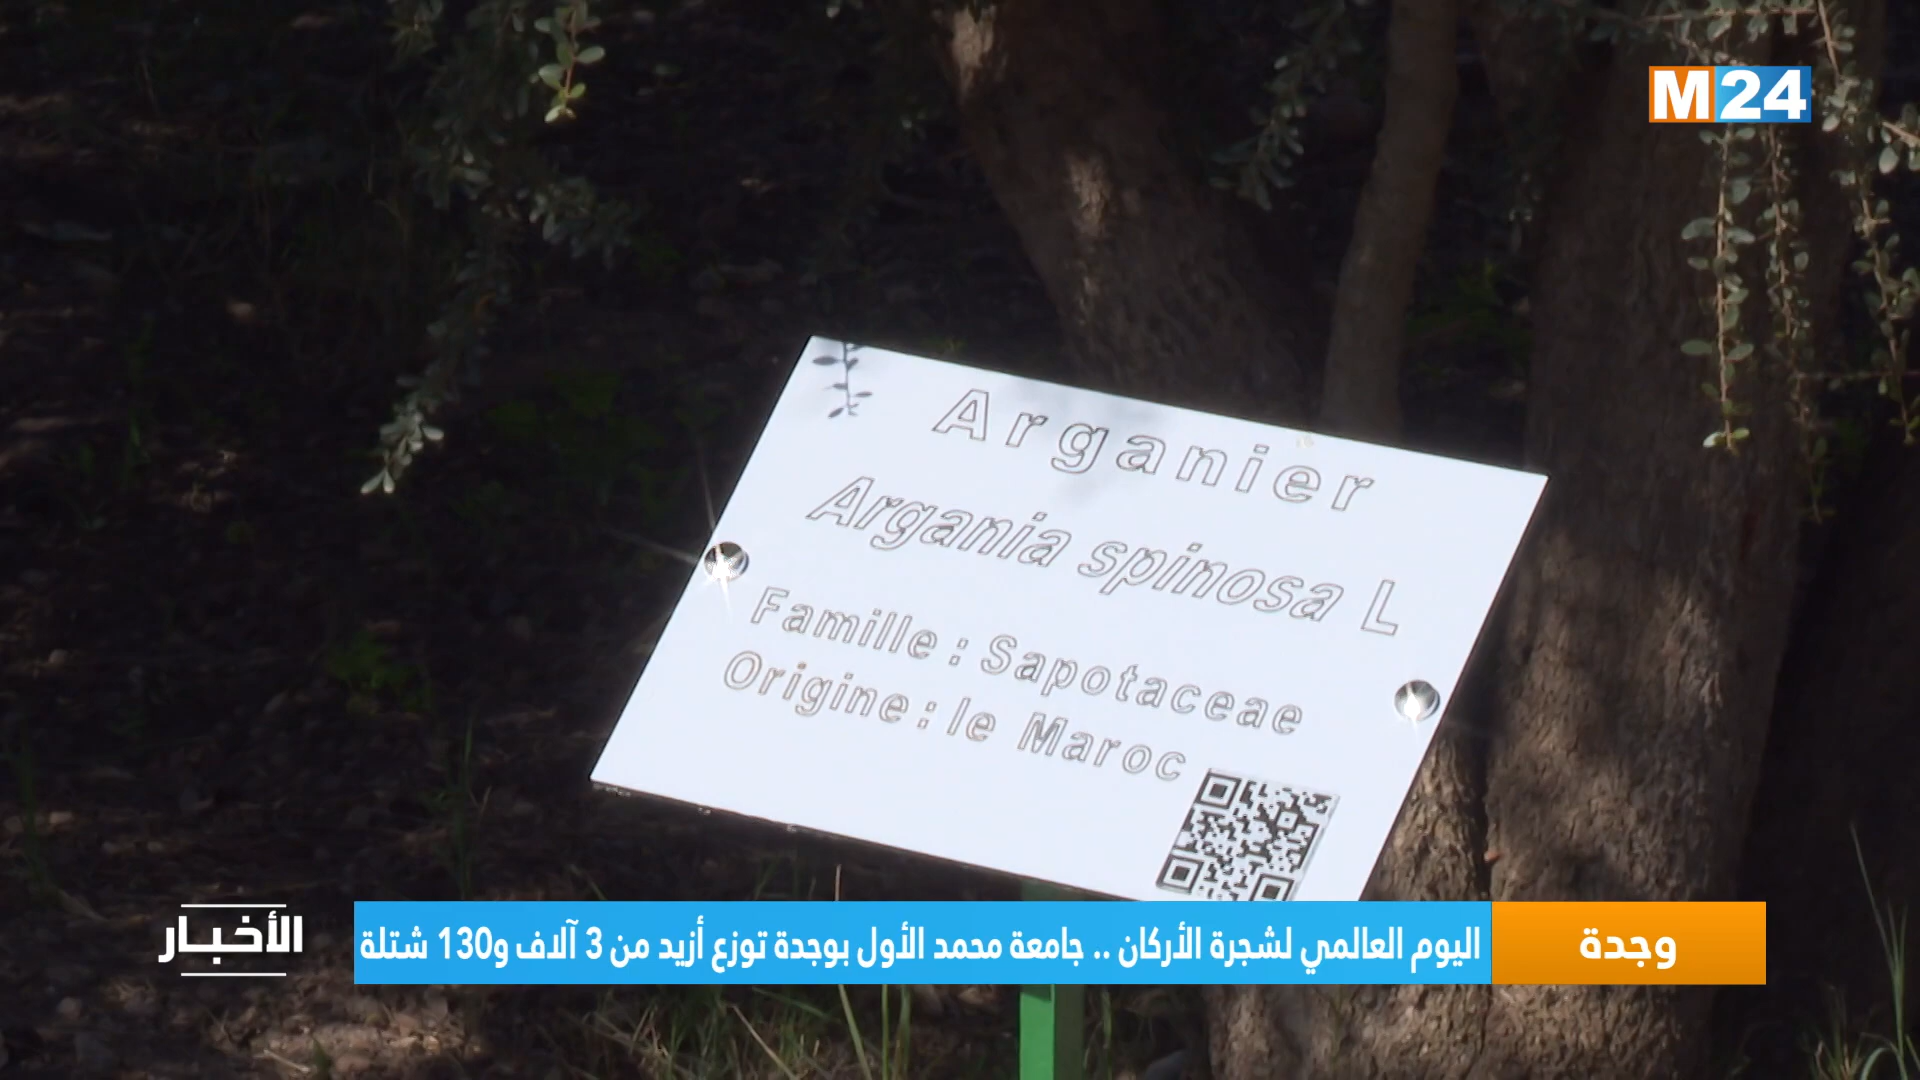 M24
Arganier
Argania spinosa L
Famille : Sapotaceae
Origine : le Maroc
وجدة
اليوم العالمي لشجرة الأركان .. جامعة محمد الأول بوجدة توزع أزيد من 3 آلاف و130 شتلة
الأخبار